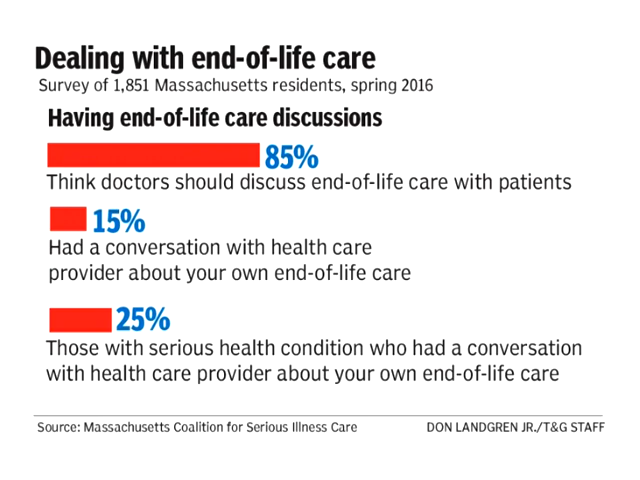 Dealing with end-of-life care
Survey of 1,851 Massachusetts residents, spring 2016
Having end-of-life care discussions
85%
Think doctors should discuss end-of-life care with patients
15%
Had a conversation with health care
provider about your own end-of-life care
25%
Those with serious health condition who had a conversation
with health care provider about your own end-of-life care
Source: Massachusetts Coalition for Serious Illness Care DON LANDGREN JR./T&G STAFF